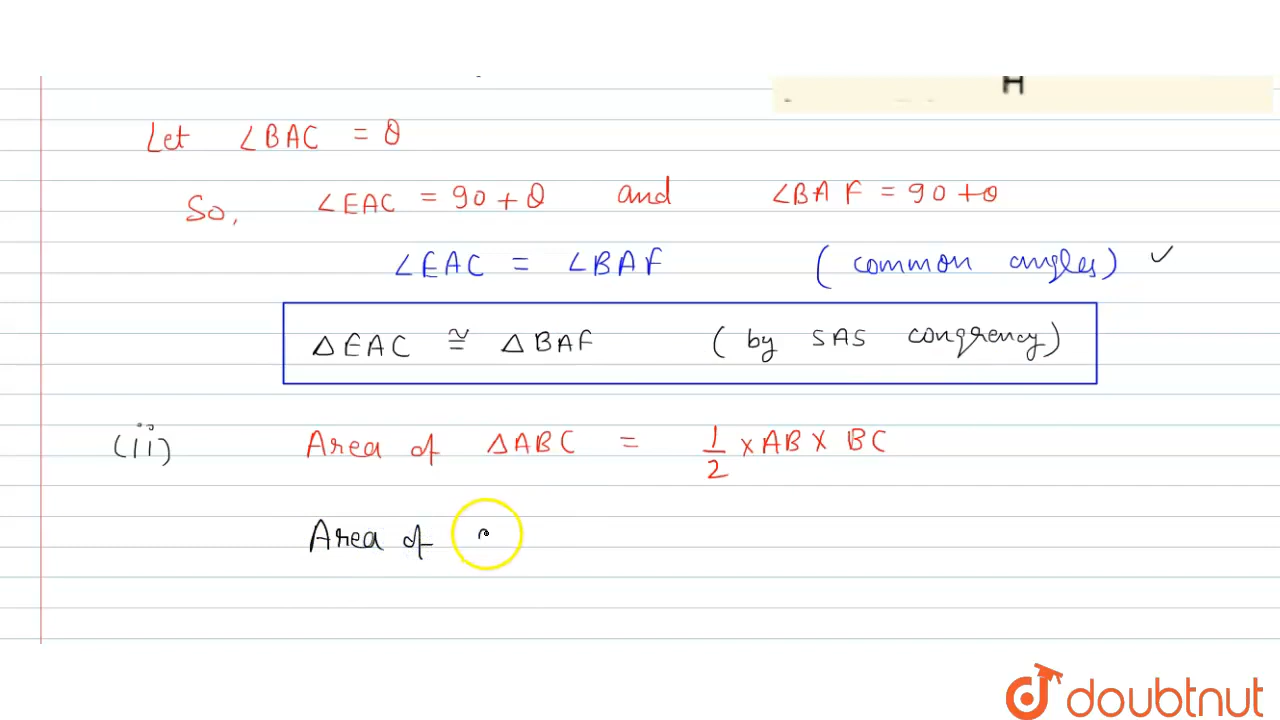 H
Let ∠BAC = θ
So, ∠EAC = 90 + θ and ∠BAF = 90 + θ
∠EAC = ∠BAF (common angles) ✓
△EAC ≅ △BAF (by SAS congrency)
(ii) Area of △ABC = 1/2 × AB × BC
Area of
doubtnut